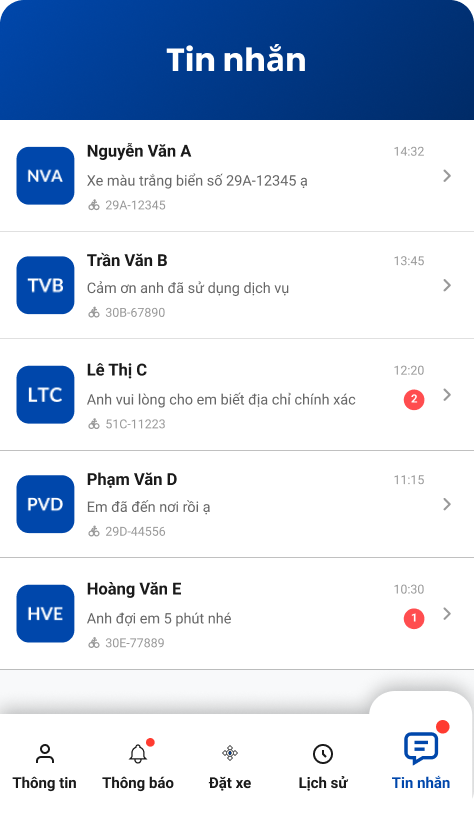 Tin nhắn
NVA
Nguyễn Văn A
14:32
Xe màu trắng biển số 29A-12345 ạ
29A-12345
TVB
Trần Văn B
13:45
Cảm ơn anh đã sử dụng dịch vụ
30B-67890
LTC
Lê Thị C
12:20
Anh vui lòng cho em biết địa chỉ chính xác
2
51C-11223
PVD
Phạm Văn D
11:15
Em đã đến nơi rồi ạ
29D-44556
HVE
Hoàng Văn E
10:30
Anh đợi em 5 phút nhé
1
30E-77889
Thông tin
Thông báo
Đặt xe
Lịch sử
Tin nhắn